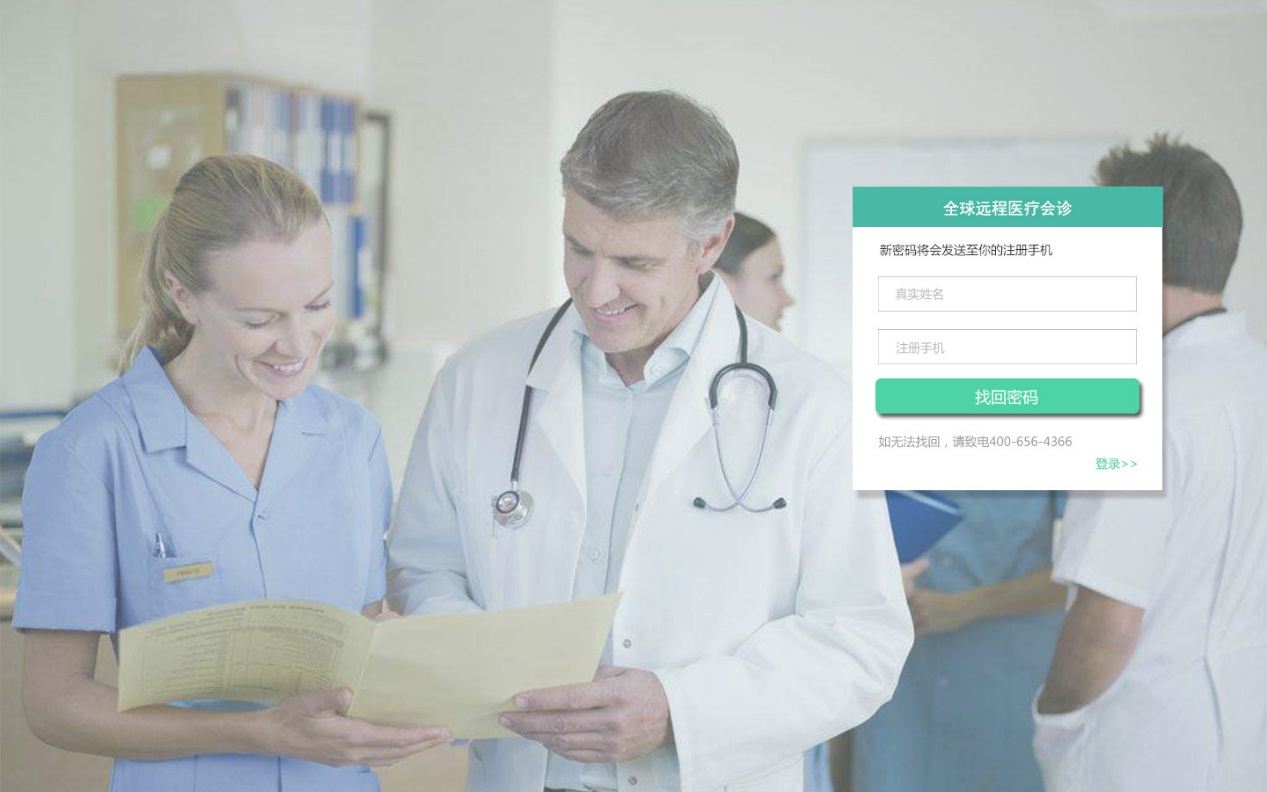 全球远程医疗会诊
新密码将会发送至你的注册手机
真实姓名
注册手机
找回密码
如无法找回，请致电400-656-4366
登录>>